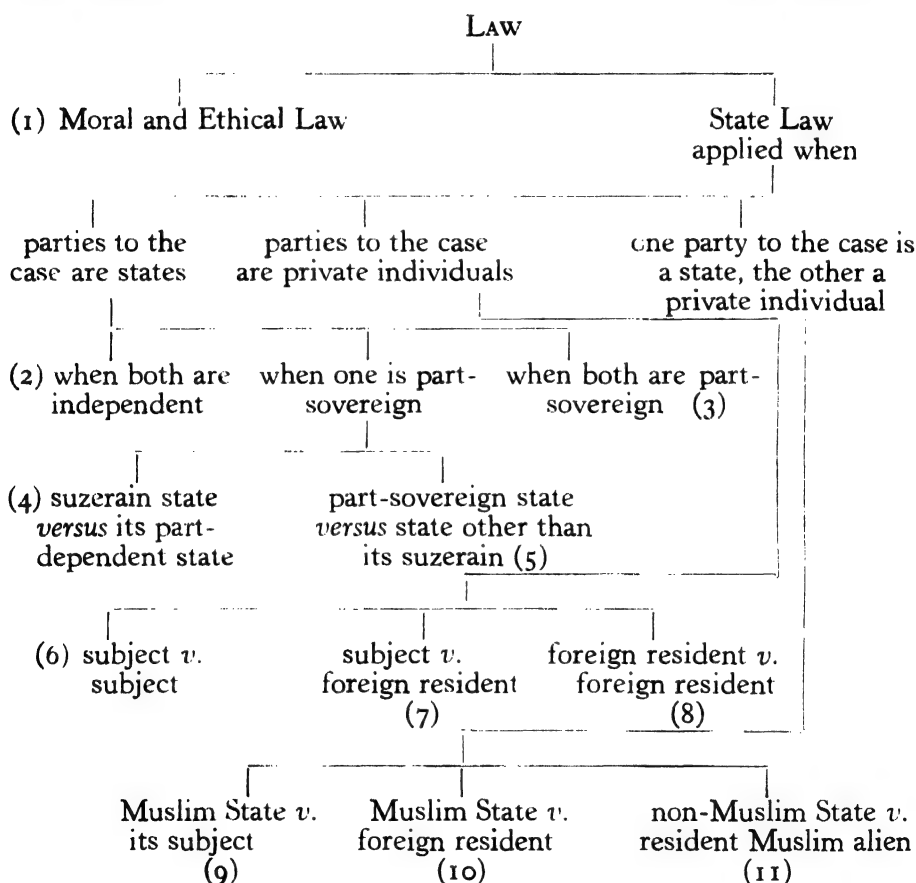 LAW
(1) Moral and Ethical Law State Law
applied when
parties to the parties to the case one party to the case is
case are states are private individuals a state, the other a
private individual
(2) when both are when one is part- when both are part-
independent sovereign sovereign (3)
(4) suzerain state part-sovereign state
versus its part- versus state other than
dependent state its suzerain (5)
(6) subject v. subject v. foreign resident v.
subject foreign resident foreign resident
(7) (8)
Muslim State v. Muslim State v. non-Muslim State v.
its subject foreign resident resident Muslim alien
(9) (10) (11)